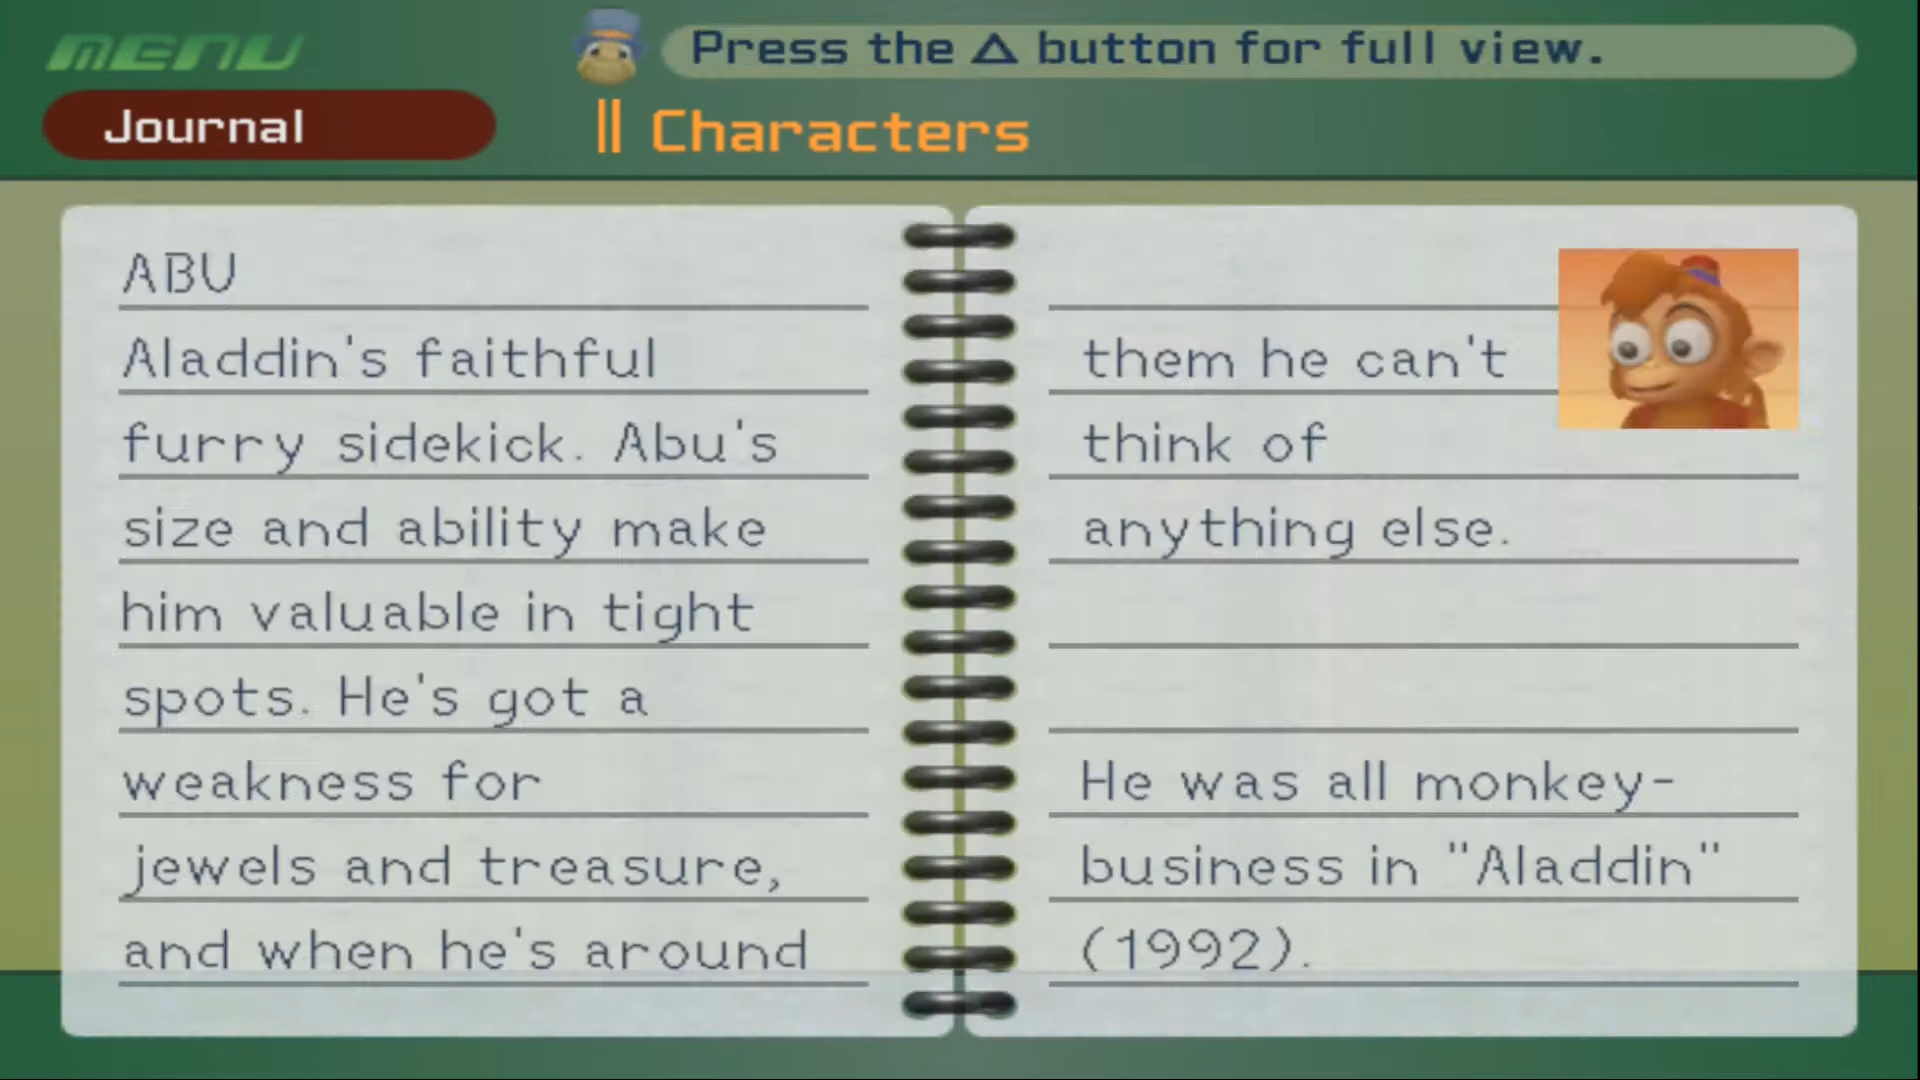 MENU
Press the △ button for full view.
Journal
Characters
ABU
Aladdin's faithful
furry sidekick. Abu's
size and ability make
him valuable in tight
spots. He's got a
weakness for
jewels and treasure,
and when he's around
them he can't
think of
anything else.
He was all monkey-
business in "Aladdin"
(1992).